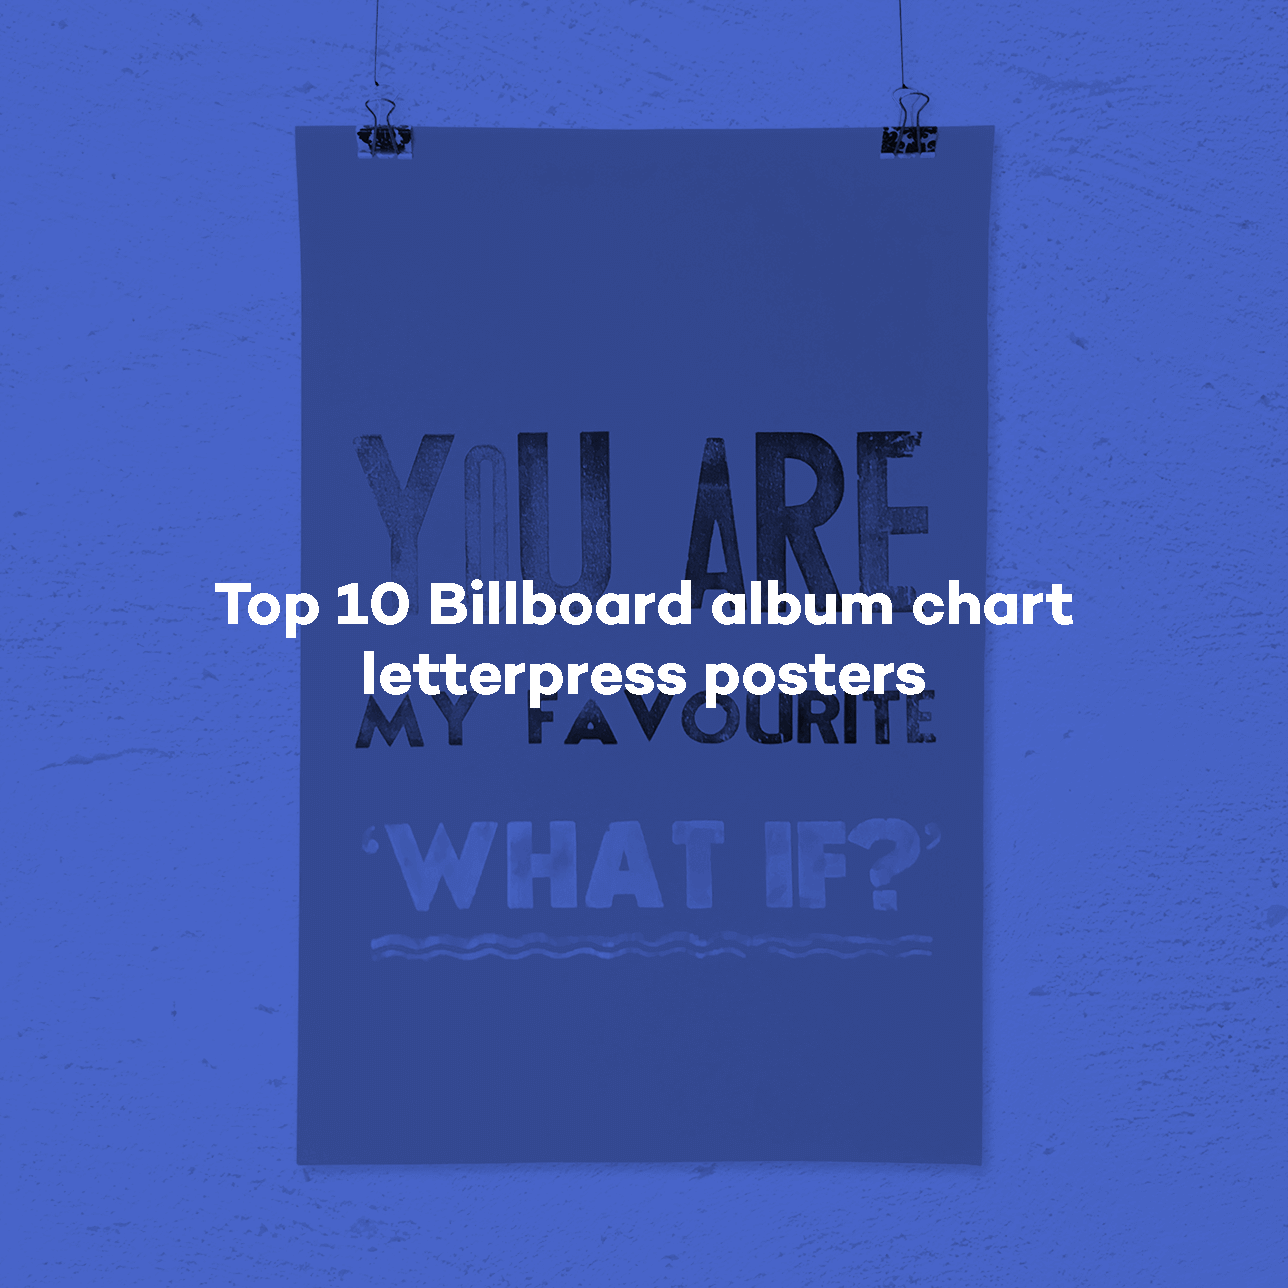 YOU ARE
Top 10 Billboard album chart
letterpress posters
MY FAVOURITE
‘WHAT IF?’